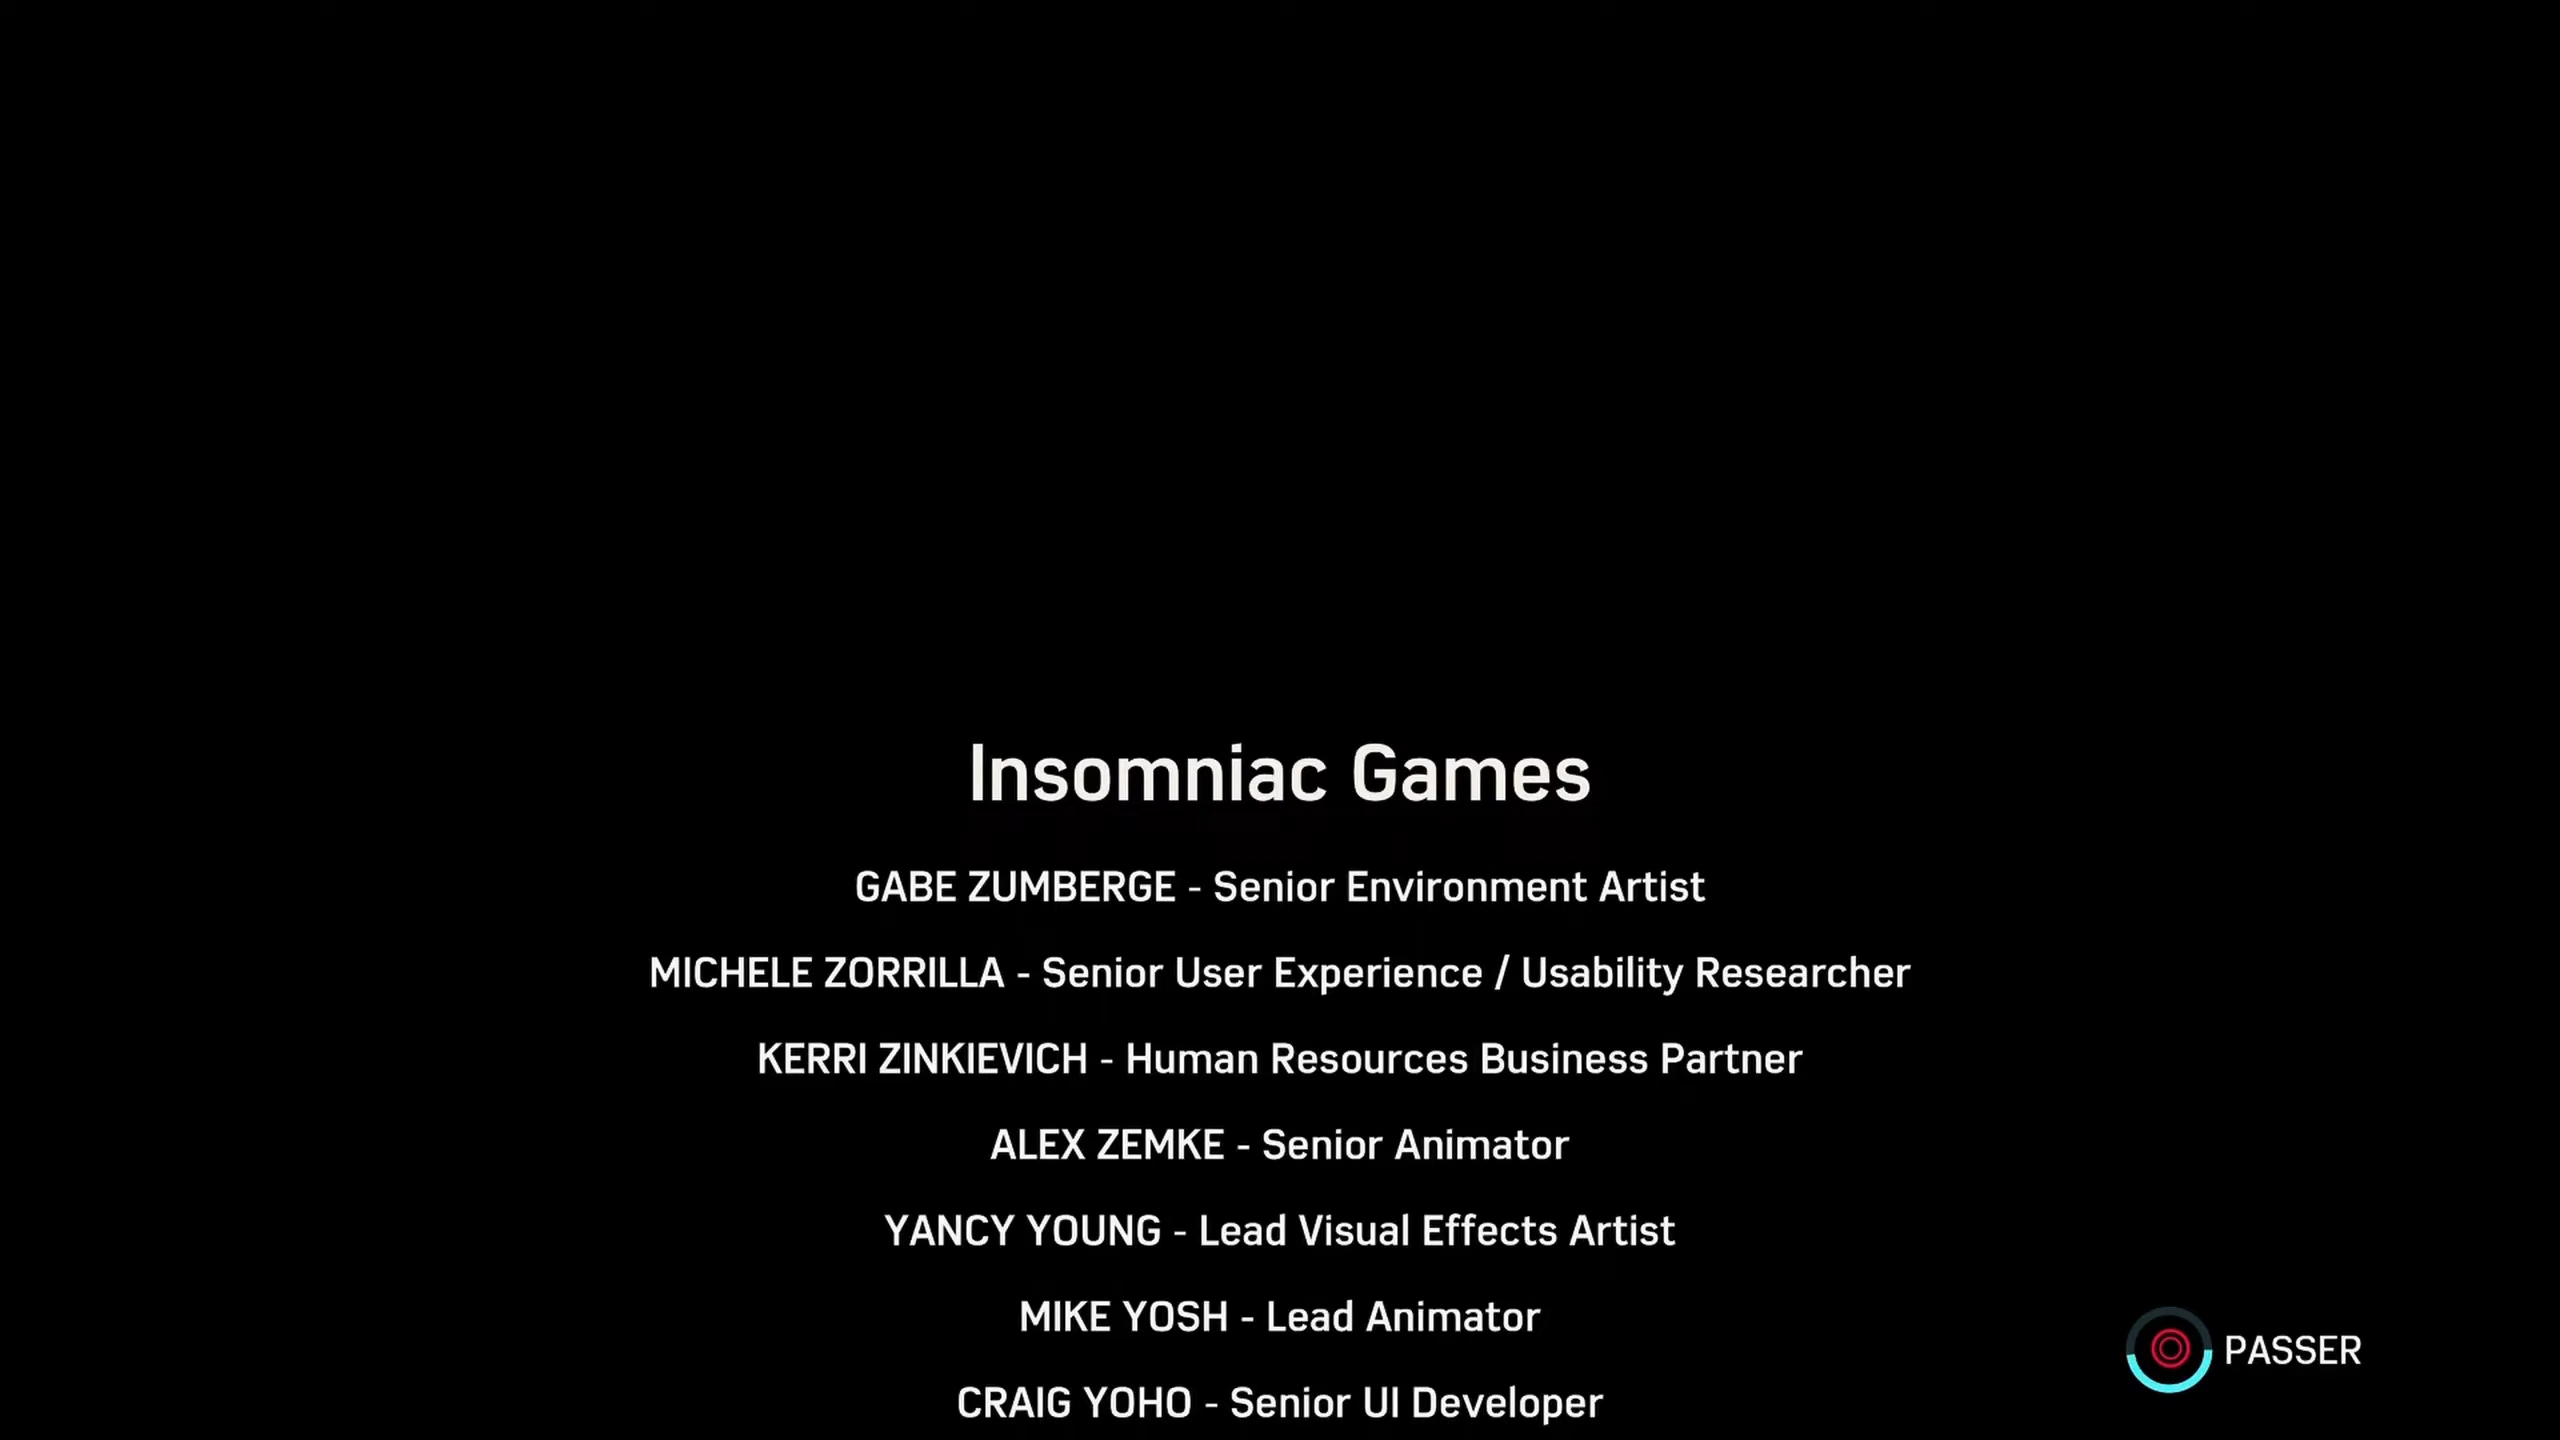 Insomniac Games
GABE ZUMBERGE - Senior Environment Artist
MICHELE ZORRILLA - Senior User Experience / Usability Researcher
KERRI ZINKIEVICH - Human Resources Business Partner
ALEX ZEMKE - Senior Animator
YANCY YOUNG - Lead Visual Effects Artist
MIKE YOSH - Lead Animator
PASSER
CRAIG YOHO - Senior UI Developer